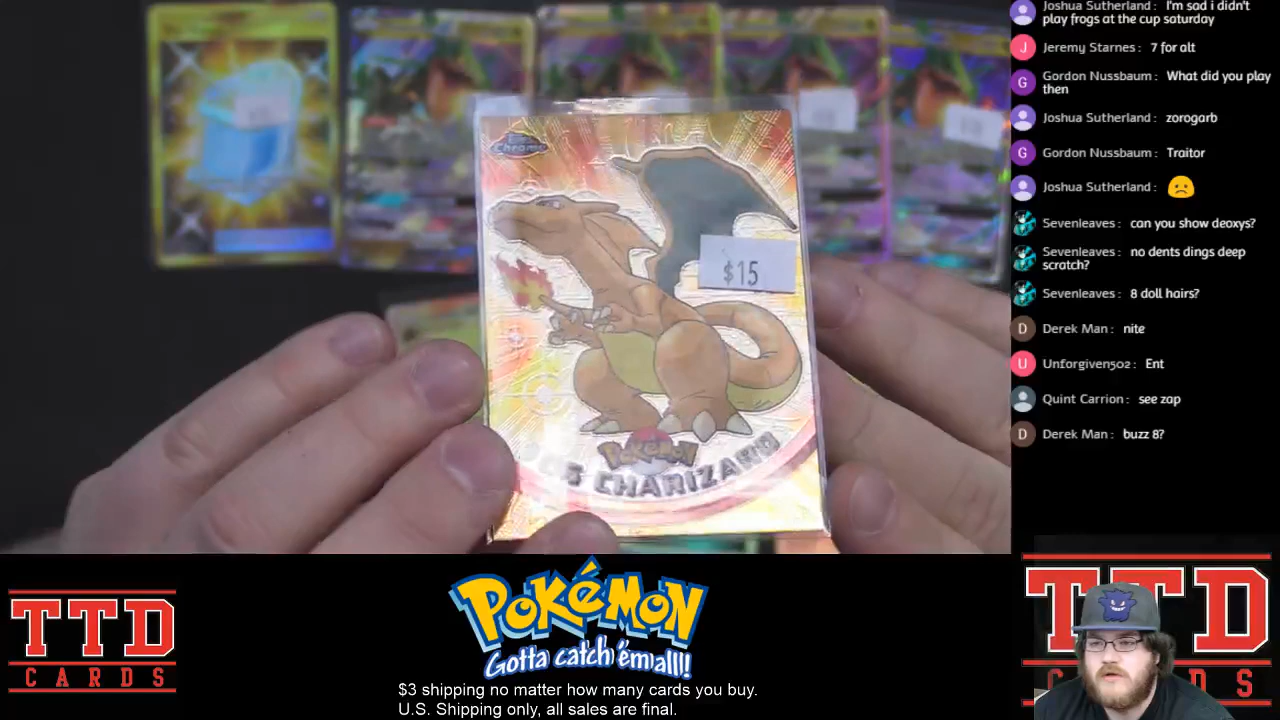 Joshua Sutherland : I'm sad i didn't
play frogs at the cup saturday
J Jeremy Starnes : 7 for alt
G Gordon Nussbaum : What did you play
then
Joshua Sutherland : zorogarb
G Gordon Nussbaum : Traitor
Joshua Sutherland :
Sevenleaves : can you show deoxys?
Sevenleaves : no dents dings deep
scratch?
Sevenleaves : 8 doll hairs?
D Derek Man : nite
U Unforgiven502 : Ent
Quint Carrion : see zap
D Derek Man : buzz 8?
Chrome
$15
Pokémon
CHARIZARD
TTD
CARDS
POKéMON
Gotta catch 'em all!
$3 shipping no matter how many cards you buy.
U.S. Shipping only, all sales are final.
TTD